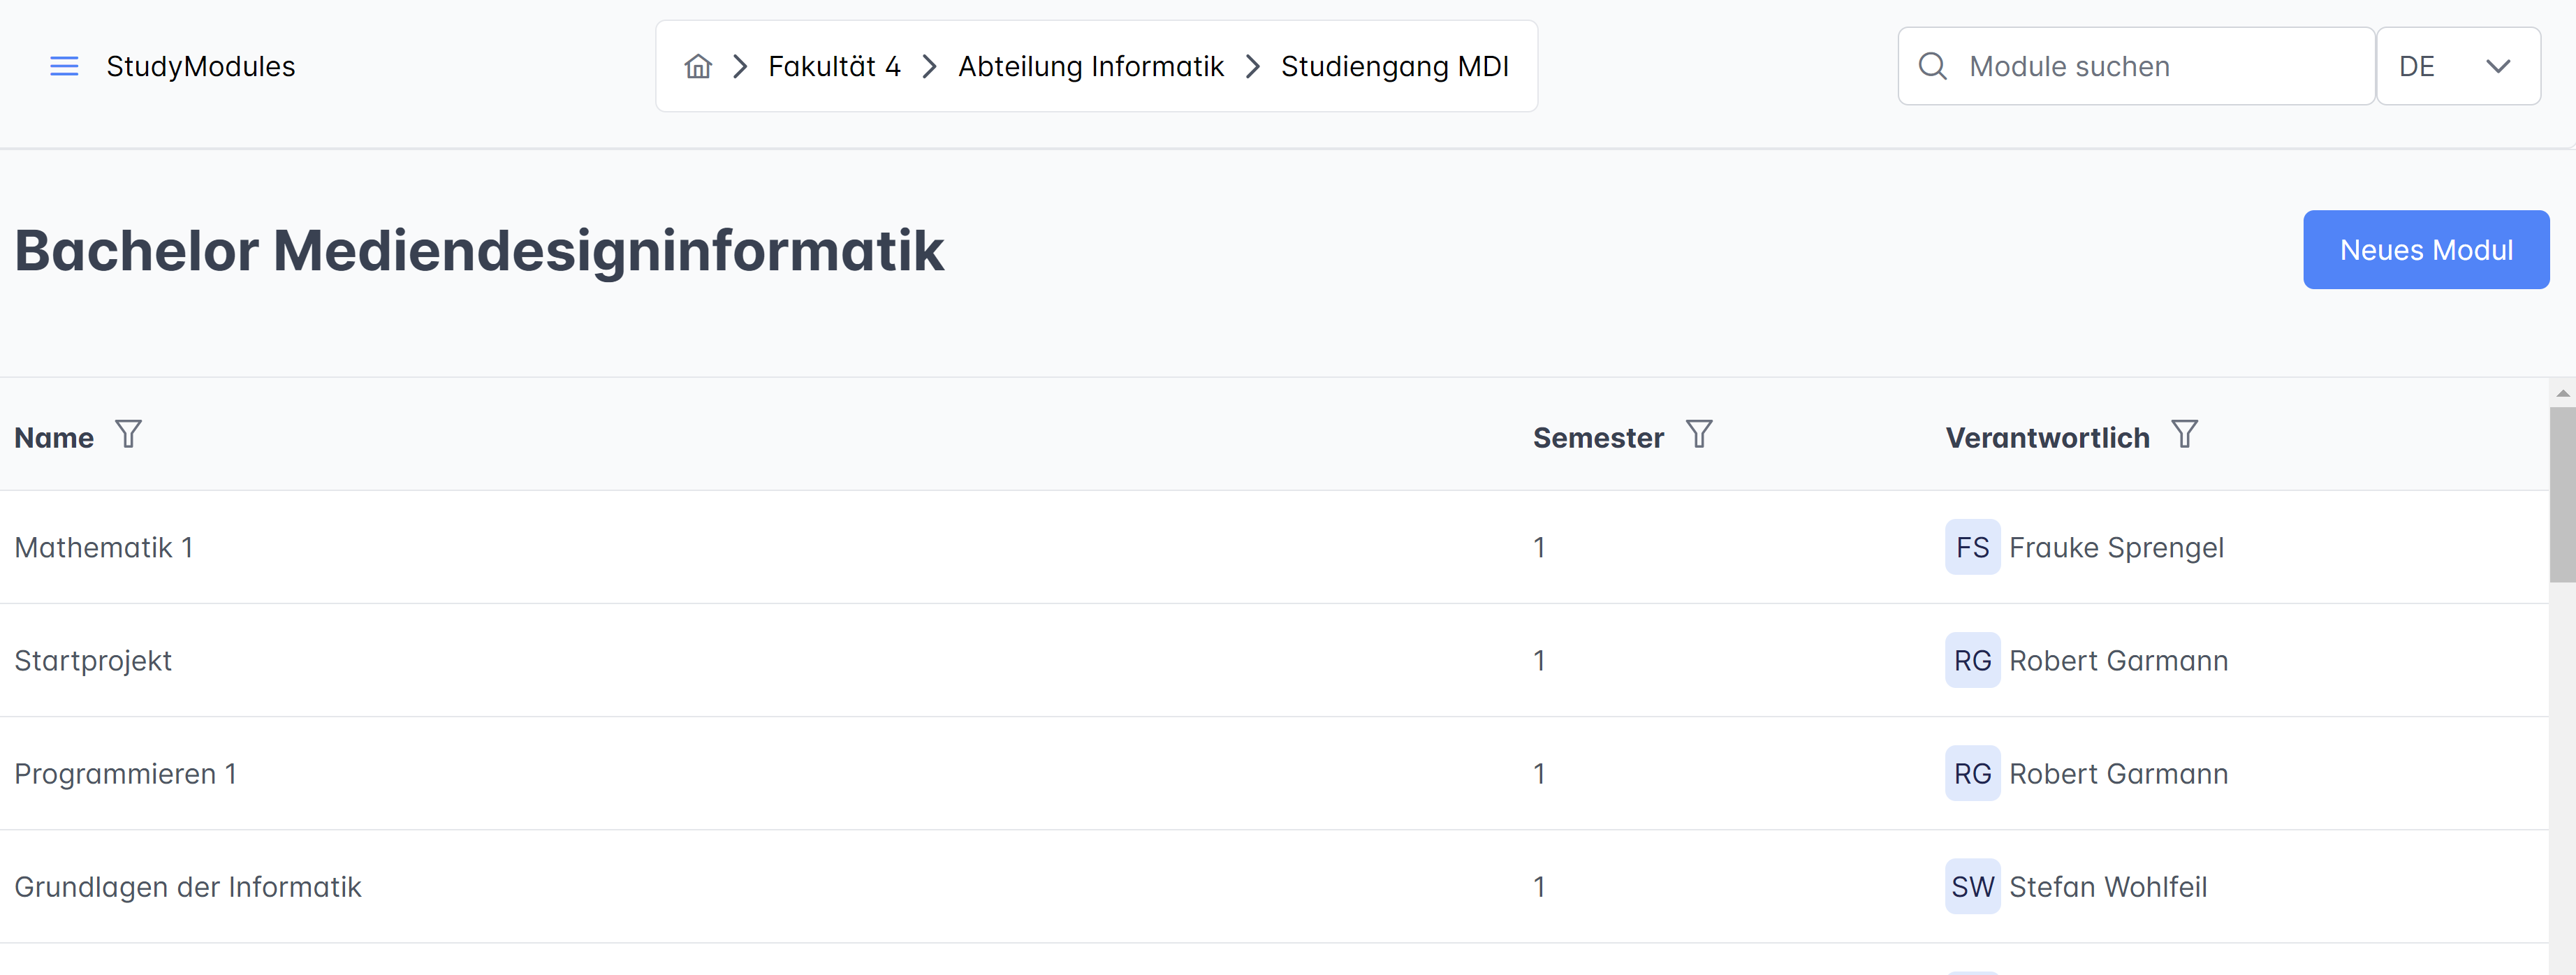 StudyModules
Fakultät 4
Abteilung Informatik
Studiengang MDI
Module suchen
DE
Bachelor Mediendesigninformatik
Neues Modul
Name Semester Verantwortlich
Mathematik 1 1 FS Frauke Sprengel
Startprojekt 1 RG Robert Garmann
Programmieren 1 1 RG Robert Garmann
Grundlagen der Informatik 1 SW Stefan Wohlfeil